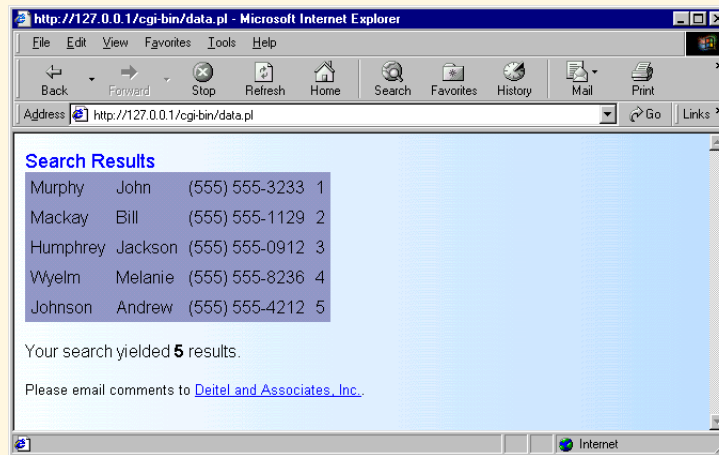 http://127.0.0.1/cgi-bin/data.pl - Microsoft Internet Explorer
File Edit View Favorites Tools Help
Back Forward Stop Refresh Home Search Favorites History Mail Print
Address http://127.0.0.1/cgi-bin/data.pl Go Links
Search Results
Murphy John (555) 555-3233 1
Mackay Bill (555) 555-1129 2
Humphrey Jackson (555) 555-0912 3
Wyelm Melanie (555) 555-8236 4
Johnson Andrew (555) 555-4212 5
Your search yielded 5 results.
Please email comments to Deitel and Associates, Inc..
Internet